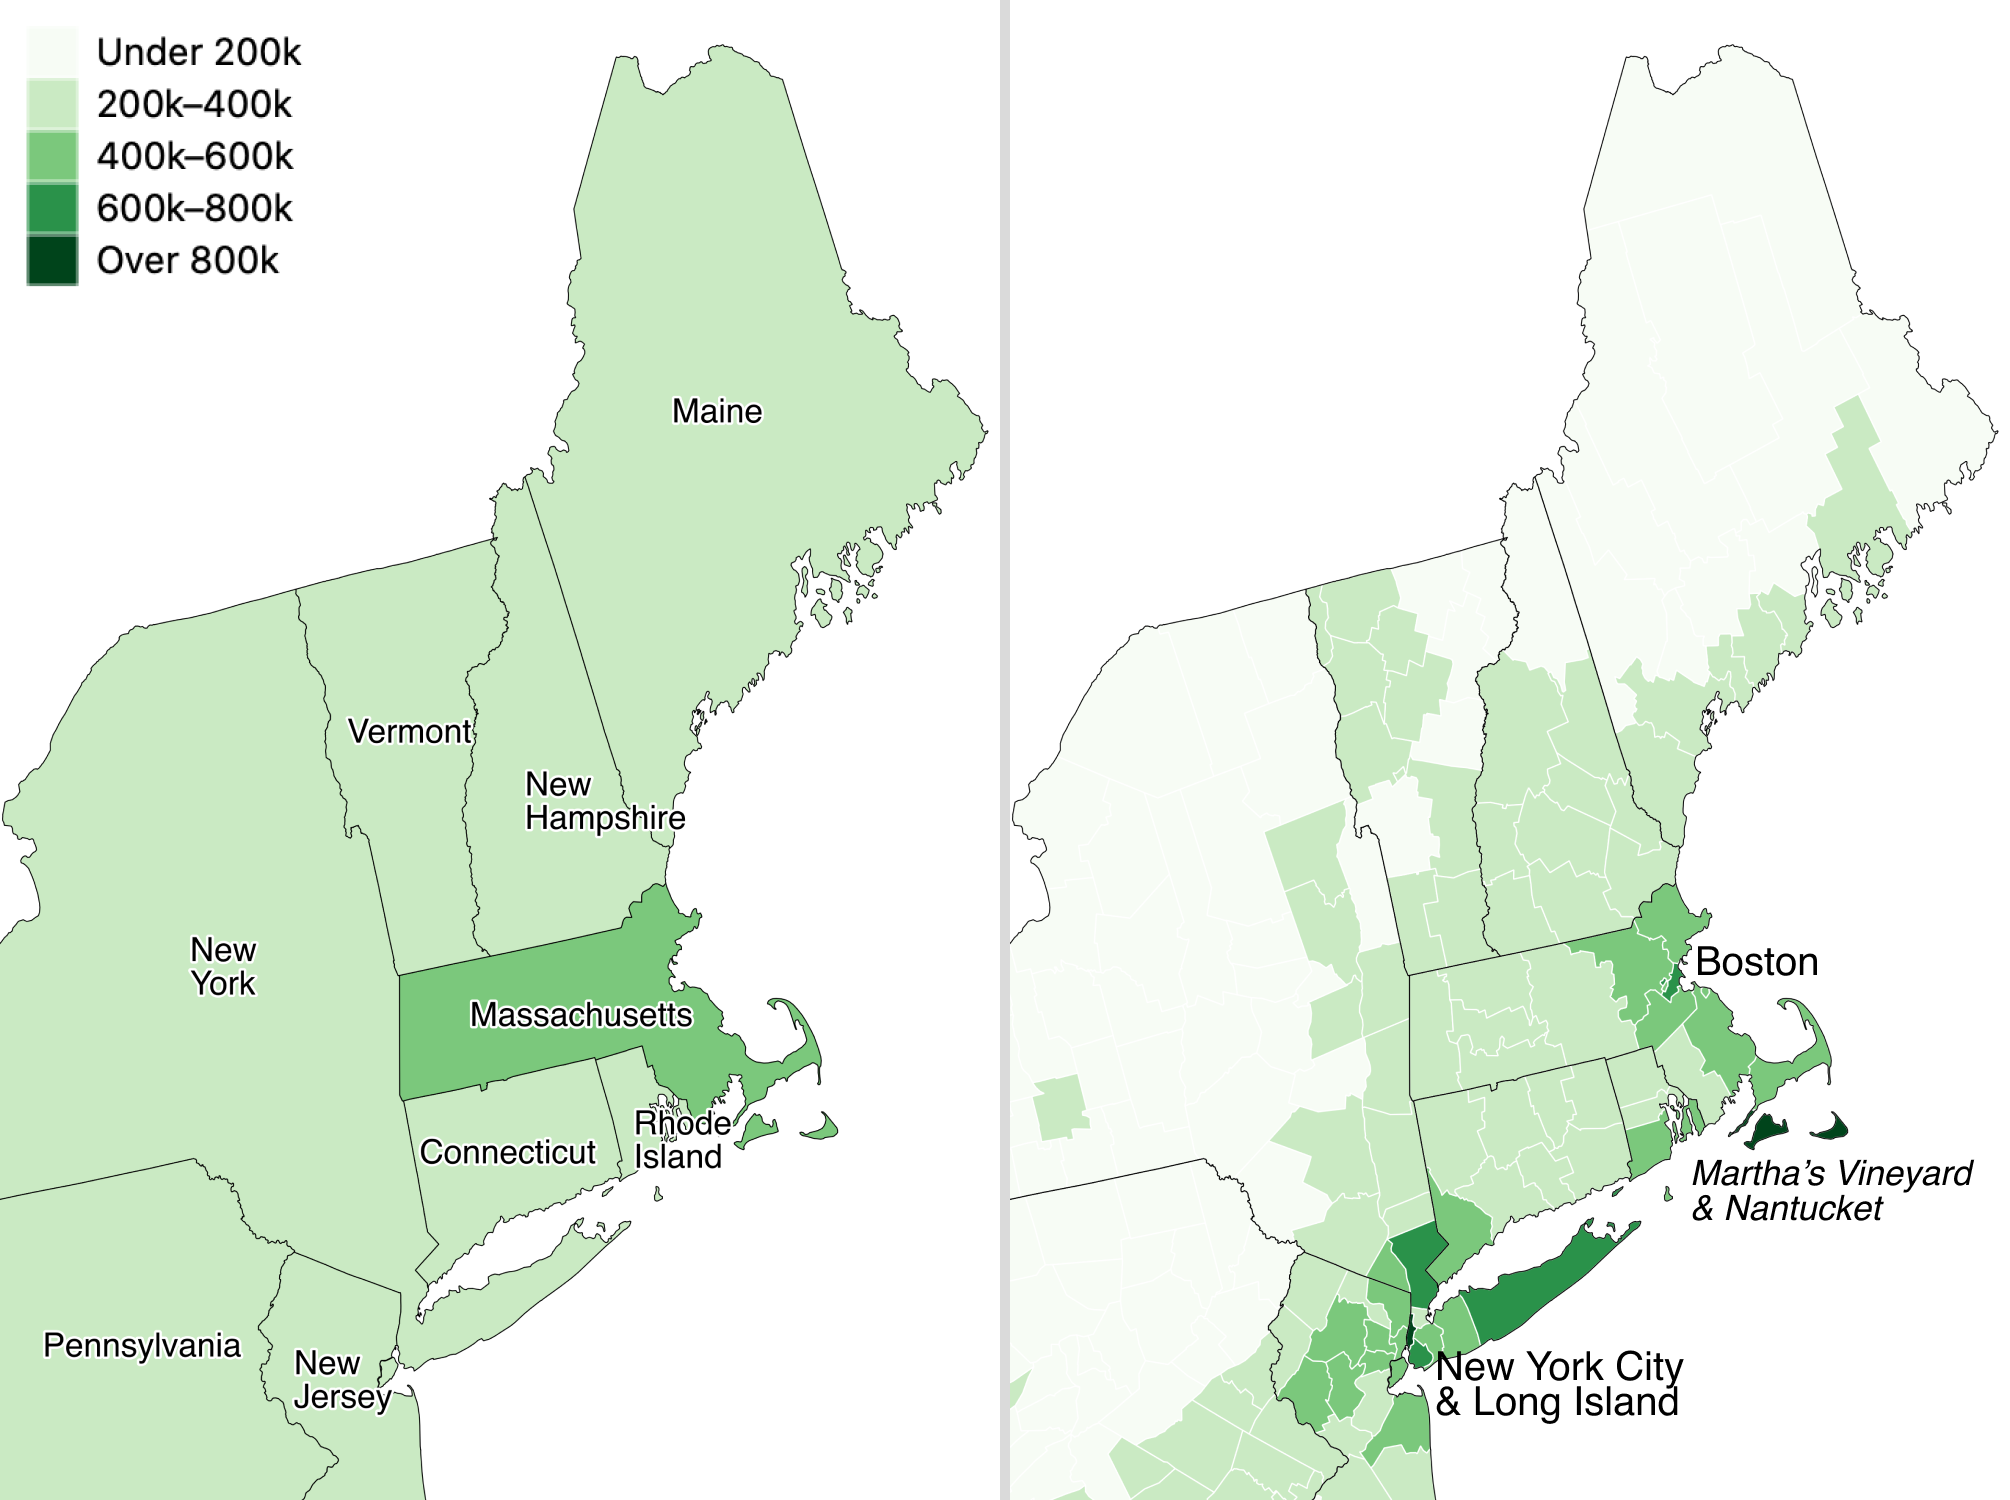 Under 200k
200k–400k
400k–600k
600k–800k
Over 800k
Maine
Vermont
New
Hampshire
New
York
Massachusetts
Rhode
Island
Connecticut
Pennsylvania
New
Jersey
Boston
Martha’s Vineyard
& Nantucket
New York City
& Long Island